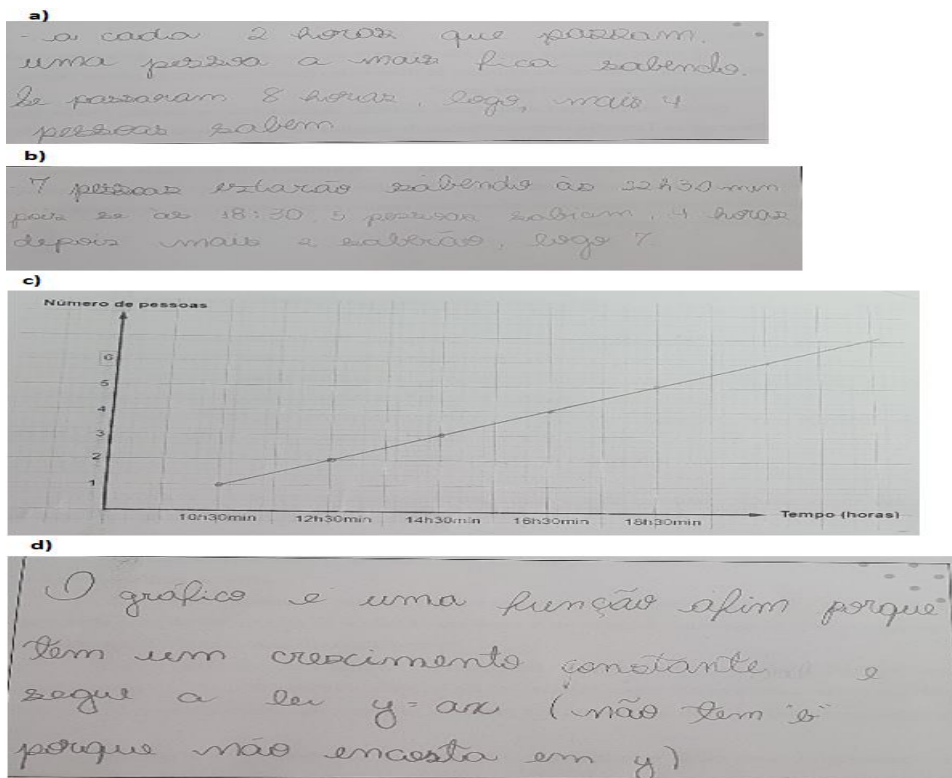 a)
- a cada 2 horas que passam.
uma pessoa a mais fica sabendo.
Se passaram 8 horas, logo, mais 4
pessoas sabem
b)
7 pessoas estarão sabendo às 22h30min
pois se às 18:30 5 pessoas sabiam, 4 horas
depois mais 2 saberão, logo 7.
c)
Número de pessoas
6
5
4
3
2
1
10h30min 12h30min 14h30min 16h30min 18h30min Tempo (horas)
d)
O gráfico é uma função afim porque
tem um crescimento constante e
segue a lei y=ax (não tem "b"
porque não encosta em y)